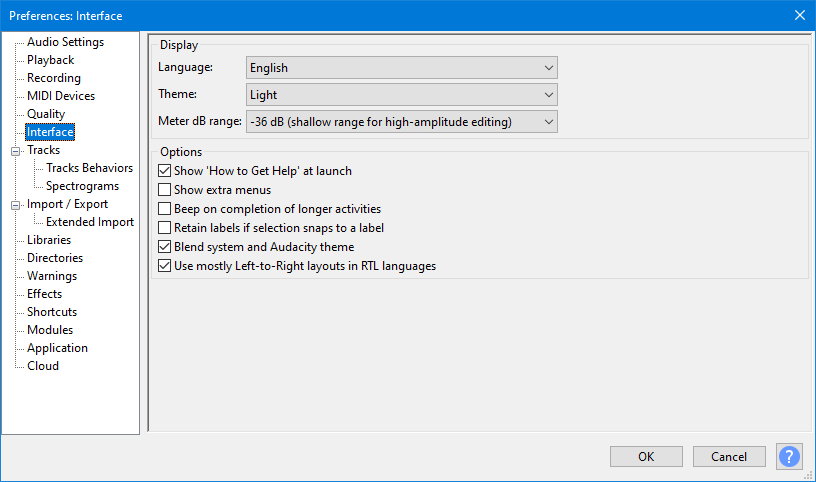 Preferences: Interface
Audio Settings
Playback
Recording
MIDI Devices
Quality
Interface
Tracks
Tracks Behaviors
Spectrograms
Import / Export
Extended Import
Libraries
Directories
Warnings
Effects
Shortcuts
Modules
Application
Cloud
Display
Language: English
Theme: Light
Meter dB range: -36 dB (shallow range for high-amplitude editing)
Options
Show 'How to Get Help' at launch
Show extra menus
Beep on completion of longer activities
Retain labels if selection snaps to a label
Blend system and Audacity theme
Use mostly Left-to-Right layouts in RTL languages
OK Cancel ?